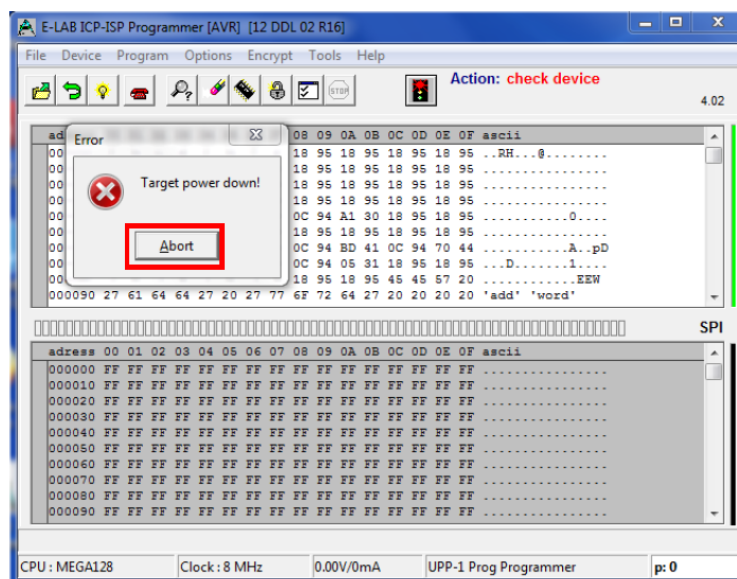 E-LAB ICP-ISP Programmer [AVR] [12 DDL 02 R16]
File Device Program Options Encrypt Tools Help
STOP
Action: check device
4.02
ad 08 09 0A 0B 0C 0D 0E 0F ascii
Error
00 18 95 18 95 18 95 18 95 ..RH...@........
00 18 95 18 95 18 95 18 95 ................
00 18 95 18 95 18 95 18 95 ................
Target power down!
00 18 95 18 95 18 95 18 95 ................
00 0C 94 A1 30 18 95 18 95 ...........0....
00 18 95 18 95 18 95 18 95 ................
Abort
00 0C 94 BD 41 0C 94 70 44 ...........A..pD
00 0C 94 05 31 18 95 18 95 ...D.......1....
00 18 95 18 95 45 45 57 20 ............EEW
000090 27 61 64 64 27 20 27 77 6F 72 64 27 20 20 20 20 'add' 'word'
SPI
adress 00 01 02 03 04 05 06 07 08 09 0A 0B 0C 0D 0E 0F ascii
000000 FF FF FF FF FF FF FF FF FF FF FF FF FF FF FF FF ................
000010 FF FF FF FF FF FF FF FF FF FF FF FF FF FF FF FF ................
000020 FF FF FF FF FF FF FF FF FF FF FF FF FF FF FF FF ................
000030 FF FF FF FF FF FF FF FF FF FF FF FF FF FF FF FF ................
000040 FF FF FF FF FF FF FF FF FF FF FF FF FF FF FF FF ................
000050 FF FF FF FF FF FF FF FF FF FF FF FF FF FF FF FF ................
000060 FF FF FF FF FF FF FF FF FF FF FF FF FF FF FF FF ................
000070 FF FF FF FF FF FF FF FF FF FF FF FF FF FF FF FF ................
000080 FF FF FF FF FF FF FF FF FF FF FF FF FF FF FF FF ................
000090 FF FF FF FF FF FF FF FF FF FF FF FF FF FF FF FF ................
CPU : MEGA128 Clock : 8 MHz 0.00V/0mA UPP-1 Prog Programmer p: 0